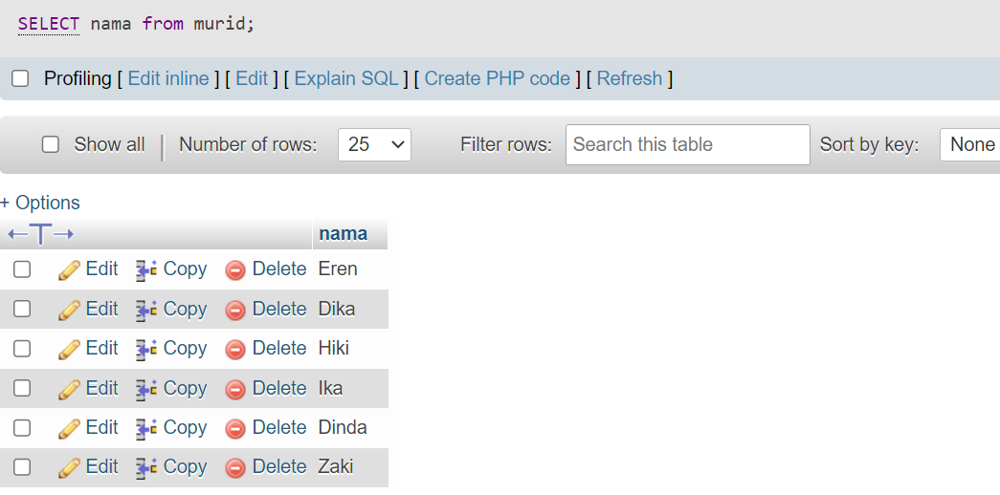 SELECT nama from murid;
Profiling [ Edit inline ] [ Edit ] [ Explain SQL ] [ Create PHP code ] [ Refresh ]
Show all | Number of rows: 25 Filter rows: Search this table Sort by key: None
+ Options
nama
Edit Copy Delete Eren
Edit Copy Delete Dika
Edit Copy Delete Hiki
Edit Copy Delete Ika
Edit Copy Delete Dinda
Edit Copy Delete Zaki